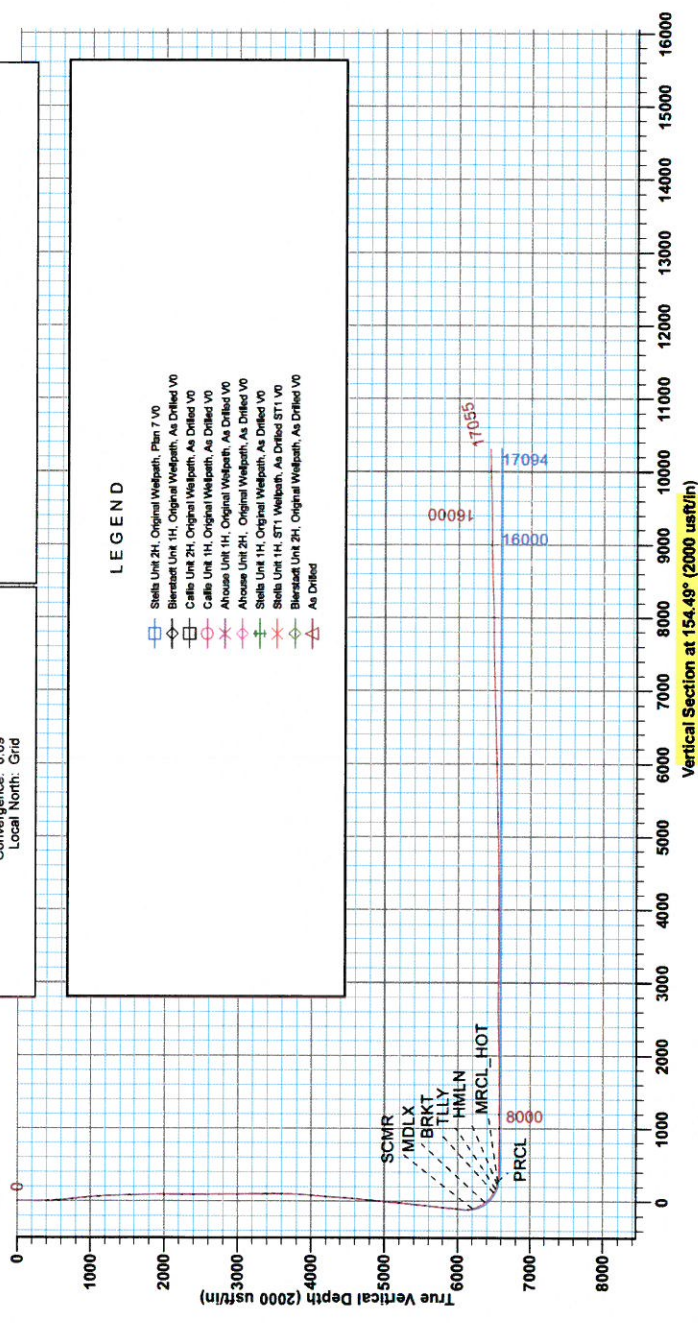 Convergence: 0.09
Local North: Grid
LEGEND
Stella Unit 2H, Original Wellpath, Plan 7 V0
Bierstadt Unit 1H, Original Wellpath, As Drilled V0
Callie Unit 2H, Original Wellpath, As Drilled V0
Callie Unit 1H, Original Wellpath, As Drilled V0
Ahouse Unit 1H, Original Wellpath, As Drilled V0
Ahouse Unit 2H, Original Wellpath, As Drilled V0
Stella Unit 1H, Original Wellpath, As Drilled V0
Stella Unit 1H, ST1 Wellpath, As Drilled ST1 V0
Bierstadt Unit 2H, Original Wellpath, As Drilled V0
As Drilled
0
0
1000
2000
3000
4000
5000
6000
7000
8000
True Vertical Depth (2000 usft/in)
SCMR
MDLX
BRKT
TLLY
HMLN
MRCL_HOT
PRCL
8000
16000
17055
16000
17094
0
1000
2000
3000
4000
5000
6000
7000
8000
9000
10000
11000
12000
13000
14000
15000
16000
Vertical Section at 154.49° (2000 usft/in)